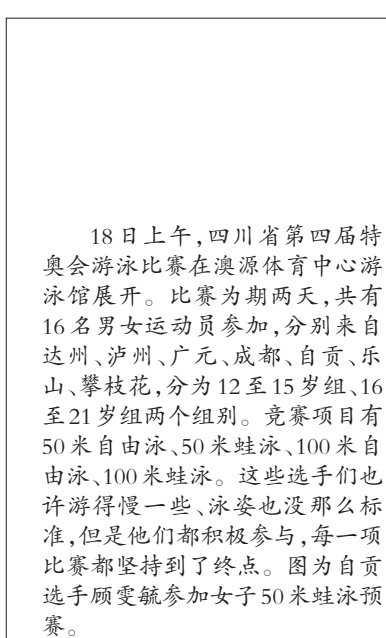 18日上午,四川省第四届特
奥会游泳比赛在澳源体育中心游
泳馆展开。比赛为期两天,共有
16名男女运动员参加,分别来自
达州、泸州、广元、成都、自贡、乐
山、攀枝花,分为12至15岁组、16
至21岁组两个组别。竞赛项目有
50米自由泳、50米蛙泳、100米自
由泳、100米蛙泳。这些选手们也
许游得慢一些、泳姿也没那么标
准,但是他们都积极参与,每一项
比赛都坚持到了终点。图为自贡
选手顾雯毓参加女子50米蛙泳预
赛。